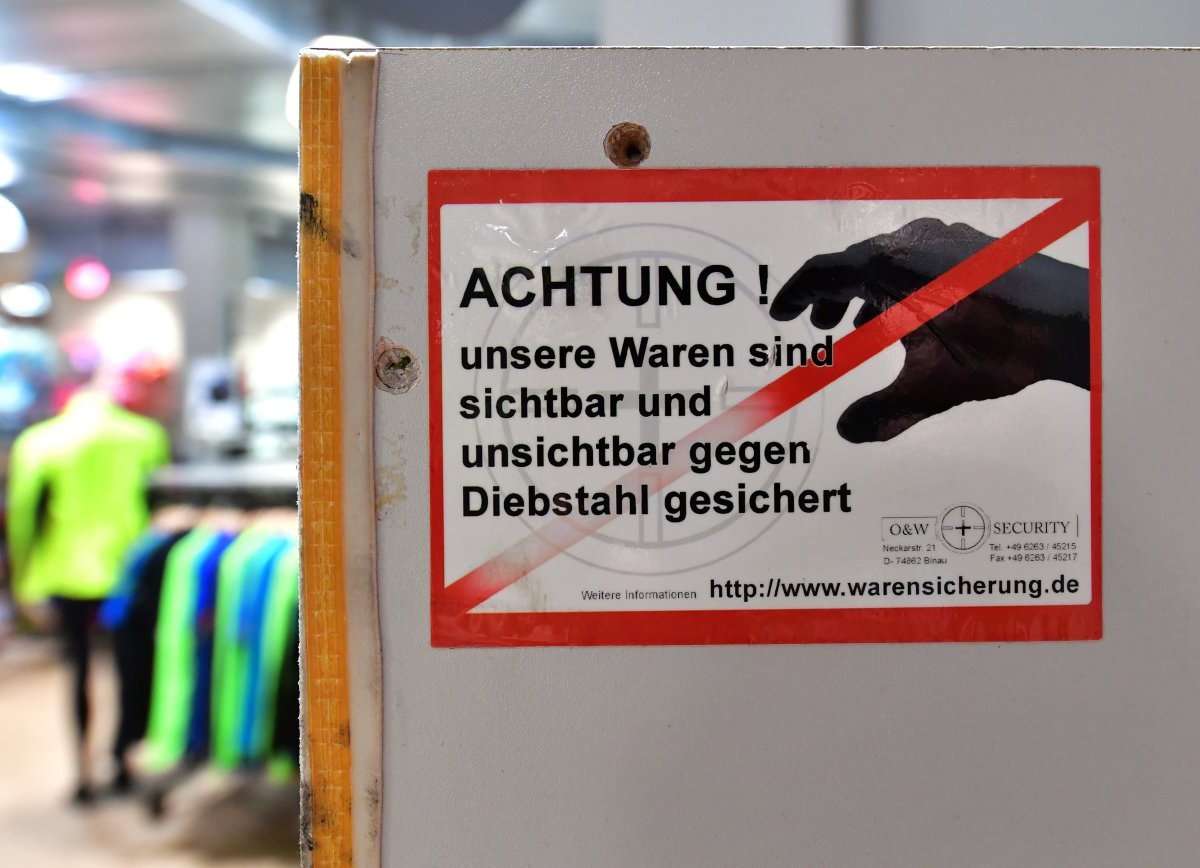 ACHTUNG !
unsere Waren sind
sichtbar und
unsichtbar gegen
Diebstahl gesichert
O&W SECURITY
Neckarstr. 21 Tel. +49 6263 / 45215
D- 74862 Binau Fax +49 6263 / 45217
Weitere Informationen http://www.warensicherung.de